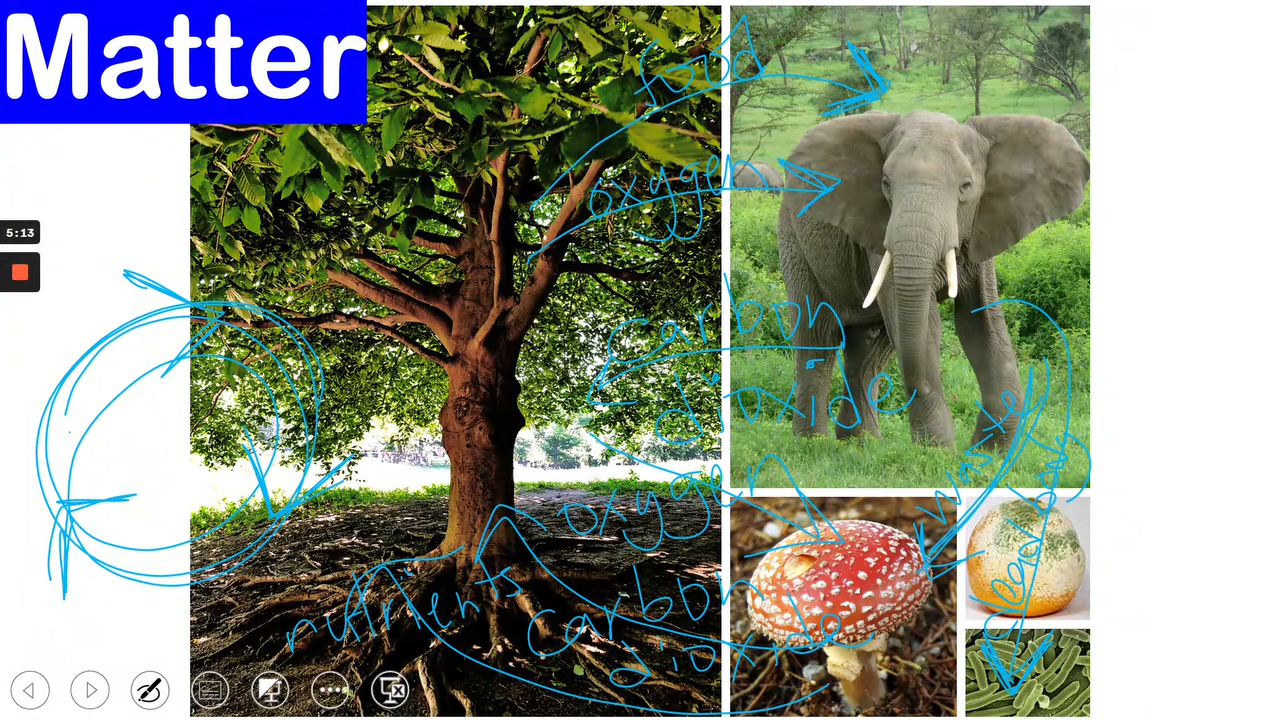 Matter
food
oxygen
5:13
carbon
dioxide
waste
dead body
oxygen
nutrients
carbon
dioxide